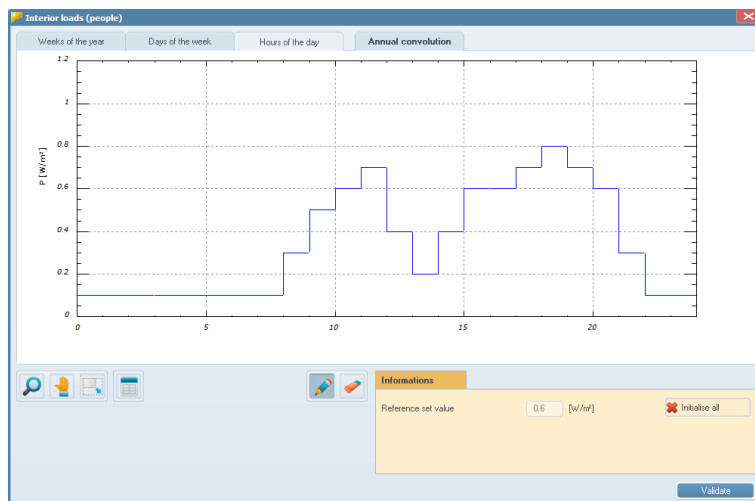 Interior loads (people)
Weeks of the year
Days of the week
Hours of the day
Annual convolution
1.2
1
0.8
0.6
0.4
0.2
0
P [W/m²]
0
5
10
15
20
Informations
Reference set value
0.6
[W/m²]
Initialise all
Validate